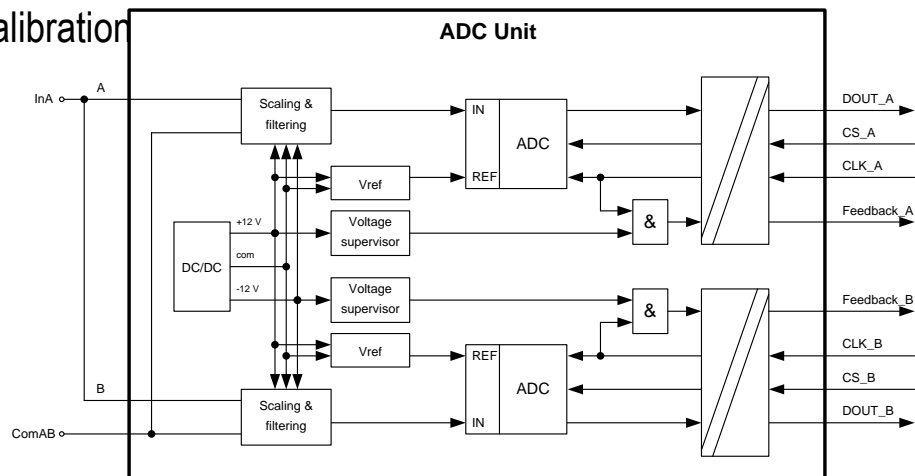 alibration
ADC Unit
InA
A
Scaling &
filtering
IN
ADC
REF
DOUT_A
CS_A
CLK_A
Vref
Feedback_A
&
+12 V
Voltage
supervisor
DC/DC
com
-12 V
Voltage
supervisor
&
Feedback_B
Vref
REF
CLK_B
ADC
CS_B
B
Scaling &
filtering
IN
DOUT_B
ComAB